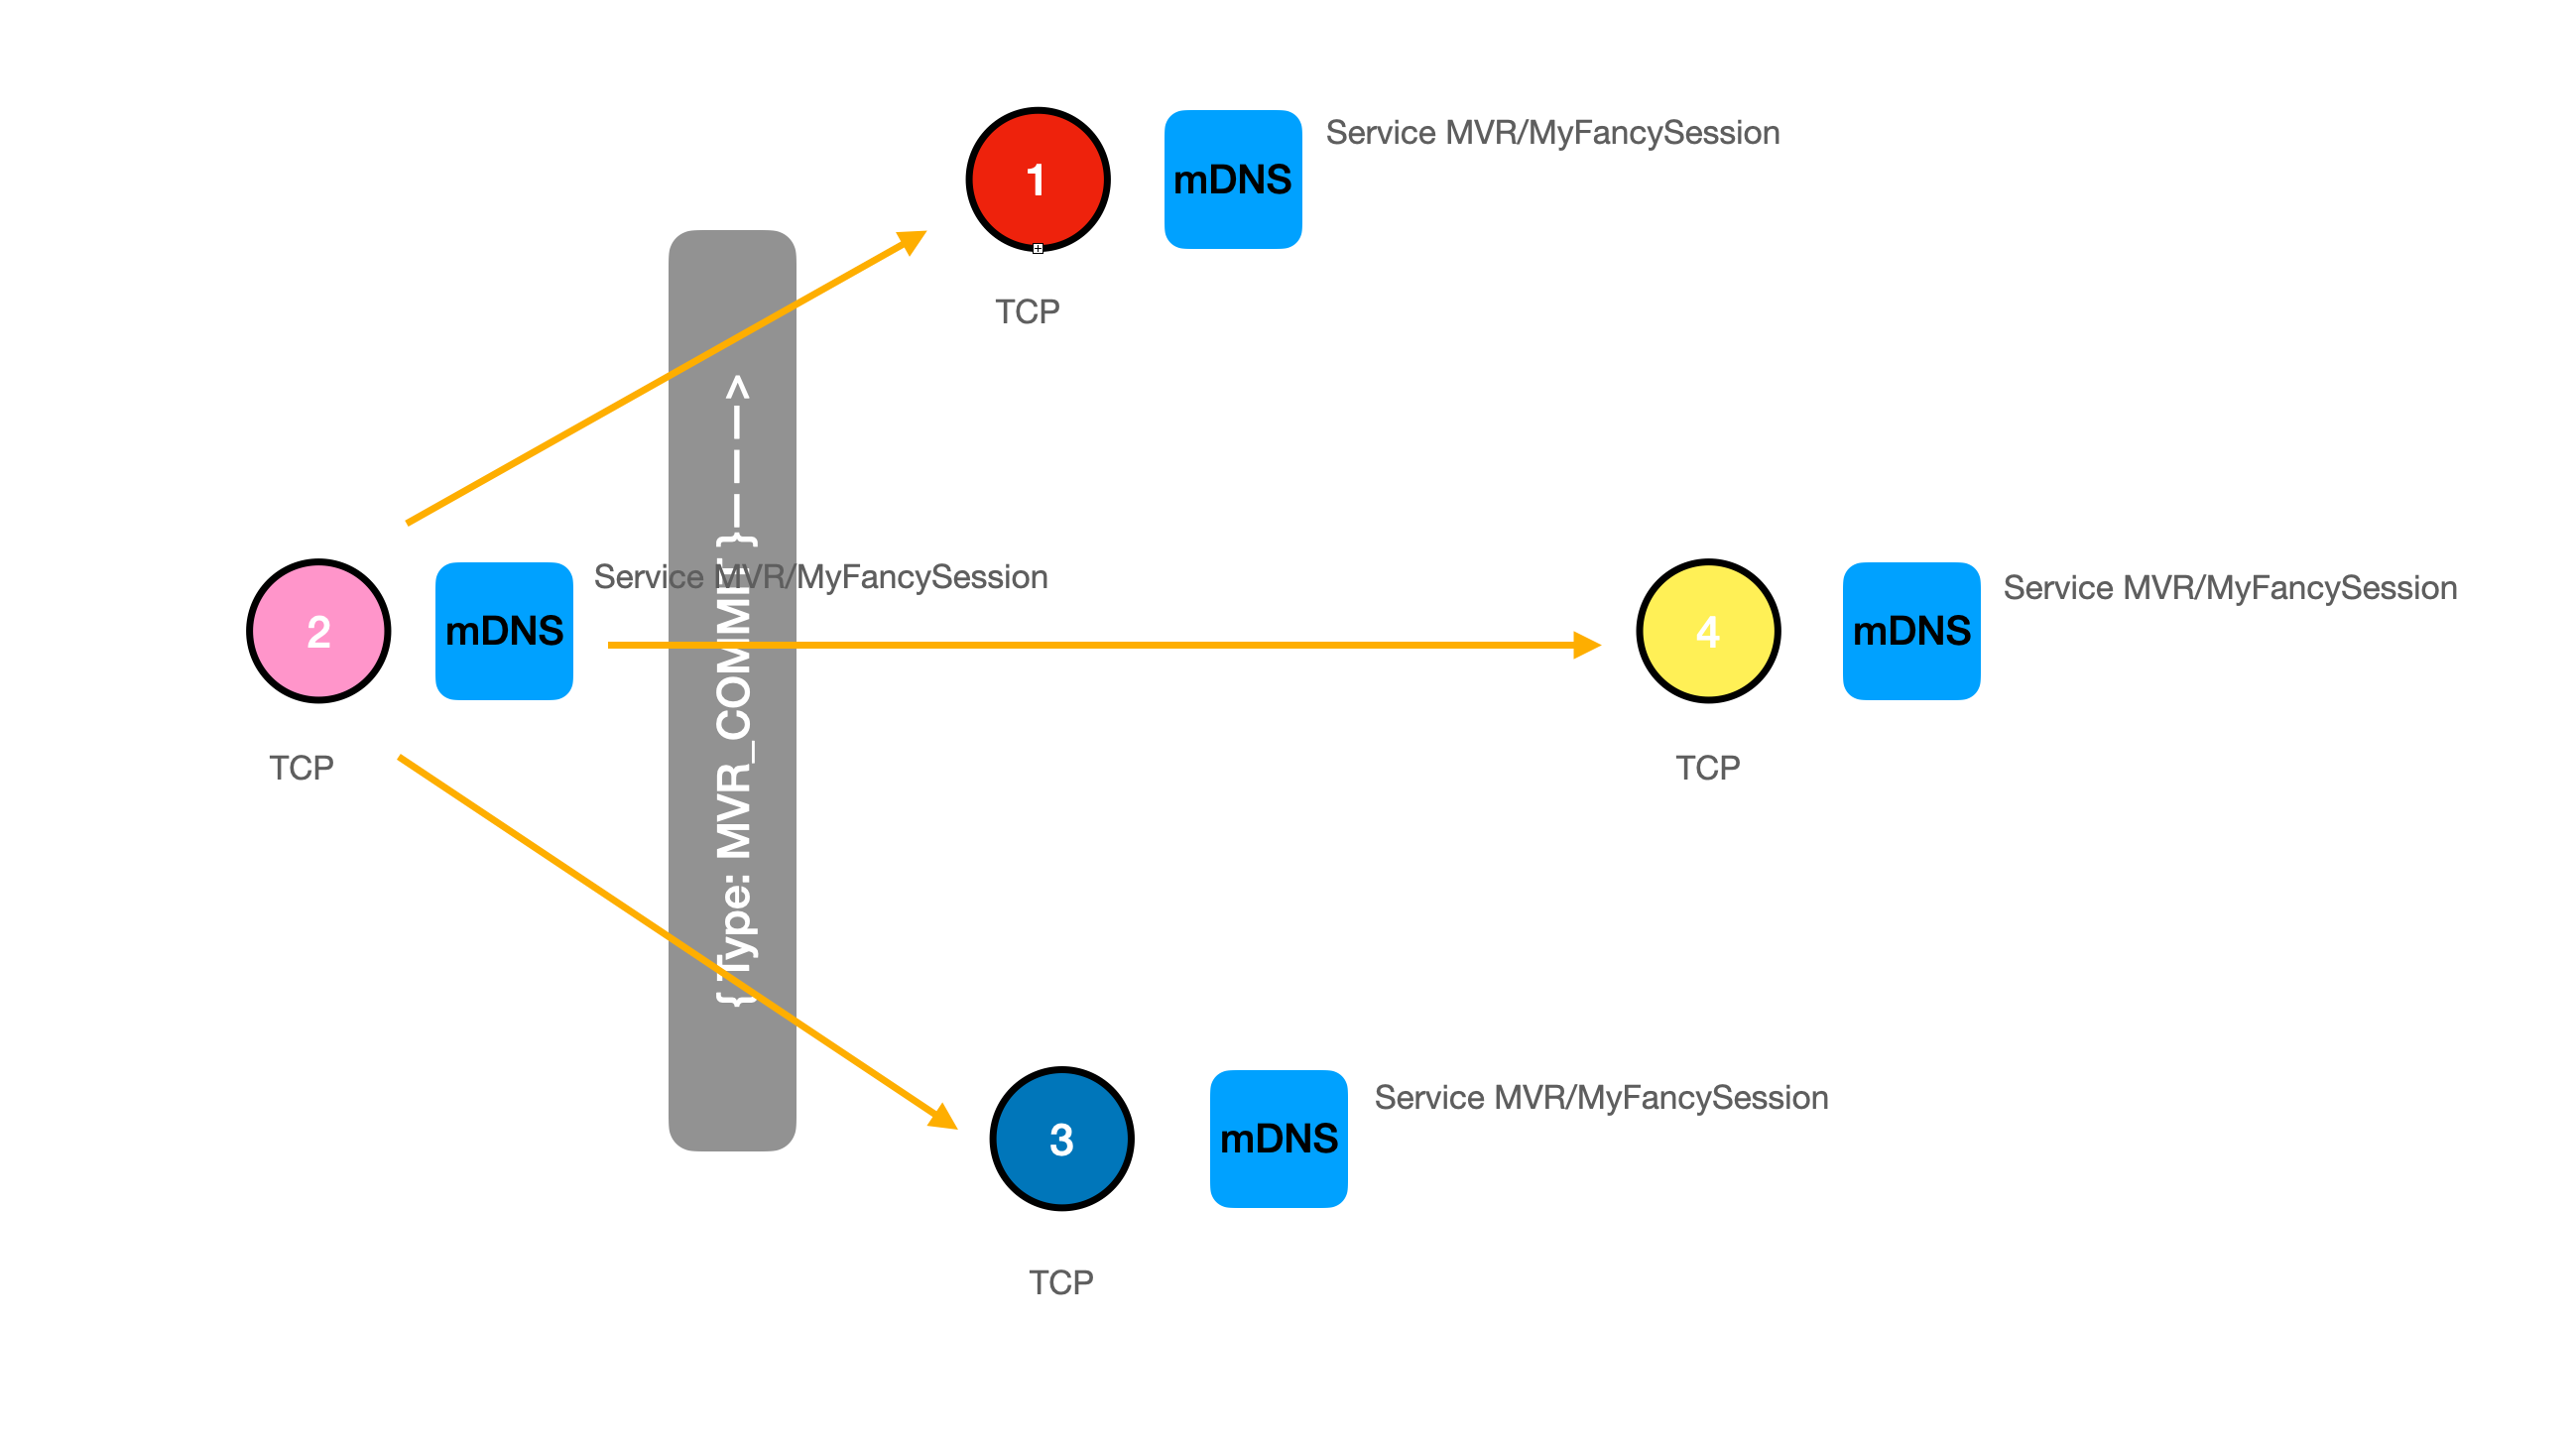 1
mDNS
Service MVR/MyFancySession
TCP
{ Type: MVR_COMMIT }— — — —>
2
mDNS
Service MVR/MyFancySession
TCP
4
mDNS
Service MVR/MyFancySession
TCP
3
mDNS
Service MVR/MyFancySession
TCP